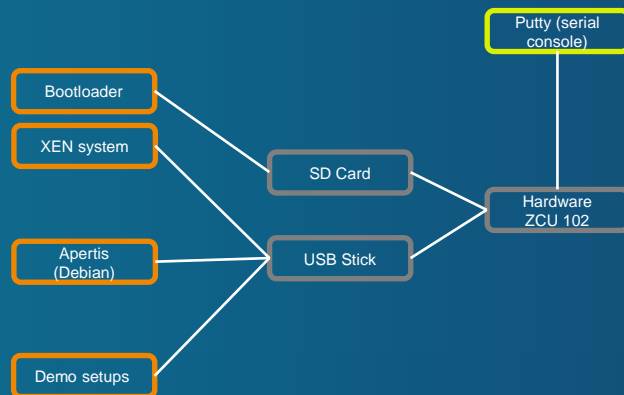 Putty (serial
console)
Bootloader
XEN system
SD Card
Hardware
ZCU 102
Apertis
(Debian)
USB Stick
Demo setups